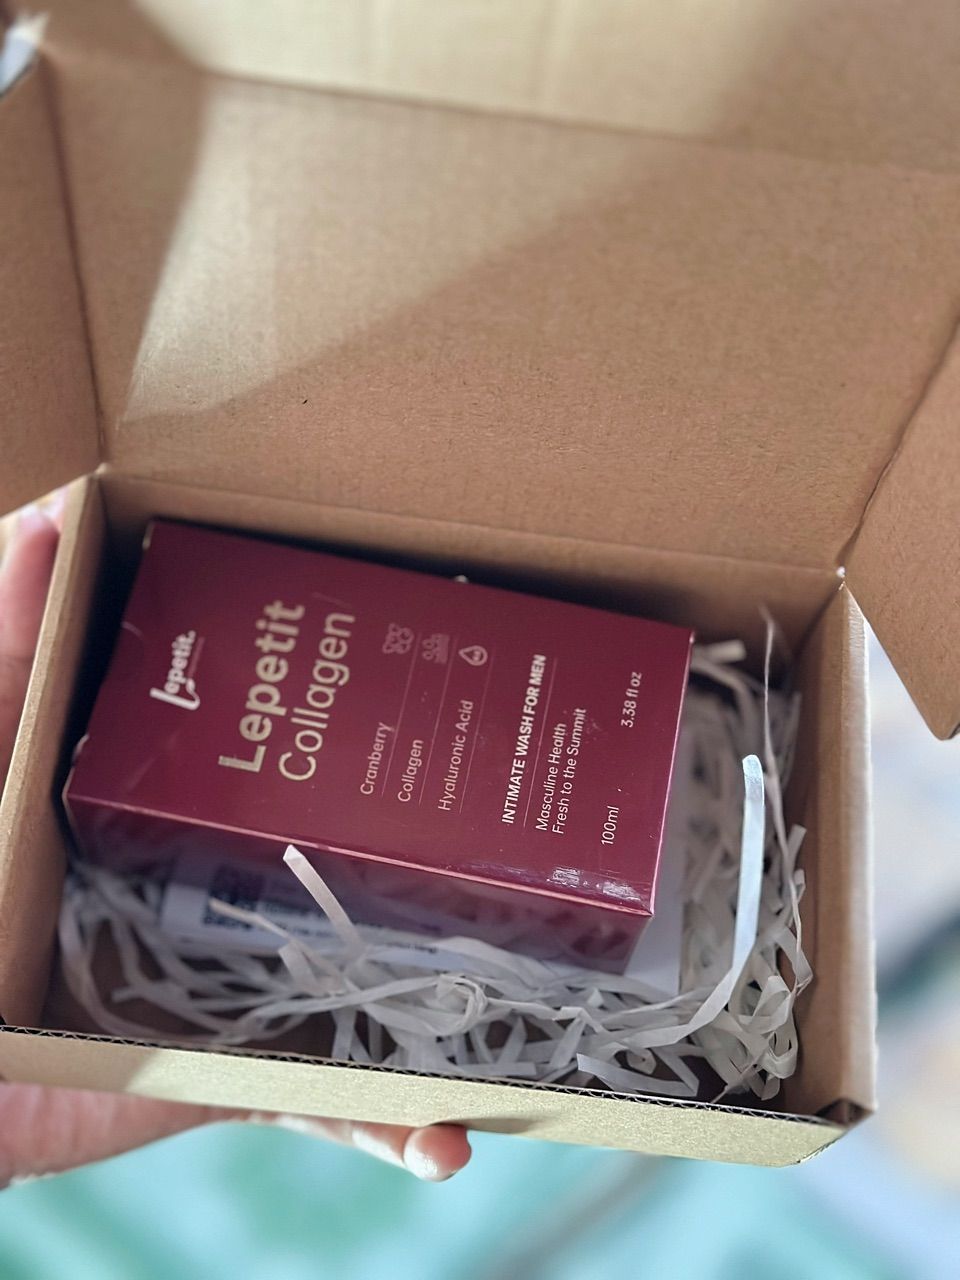 Lepetit.
Lepetit
Collagen
Cranberry
Collagen
Hyaluronic Acid
INTIMATE WASH FOR MEN
Masculine Health
Fresh to the Summit
100ml
3.38 fl oz